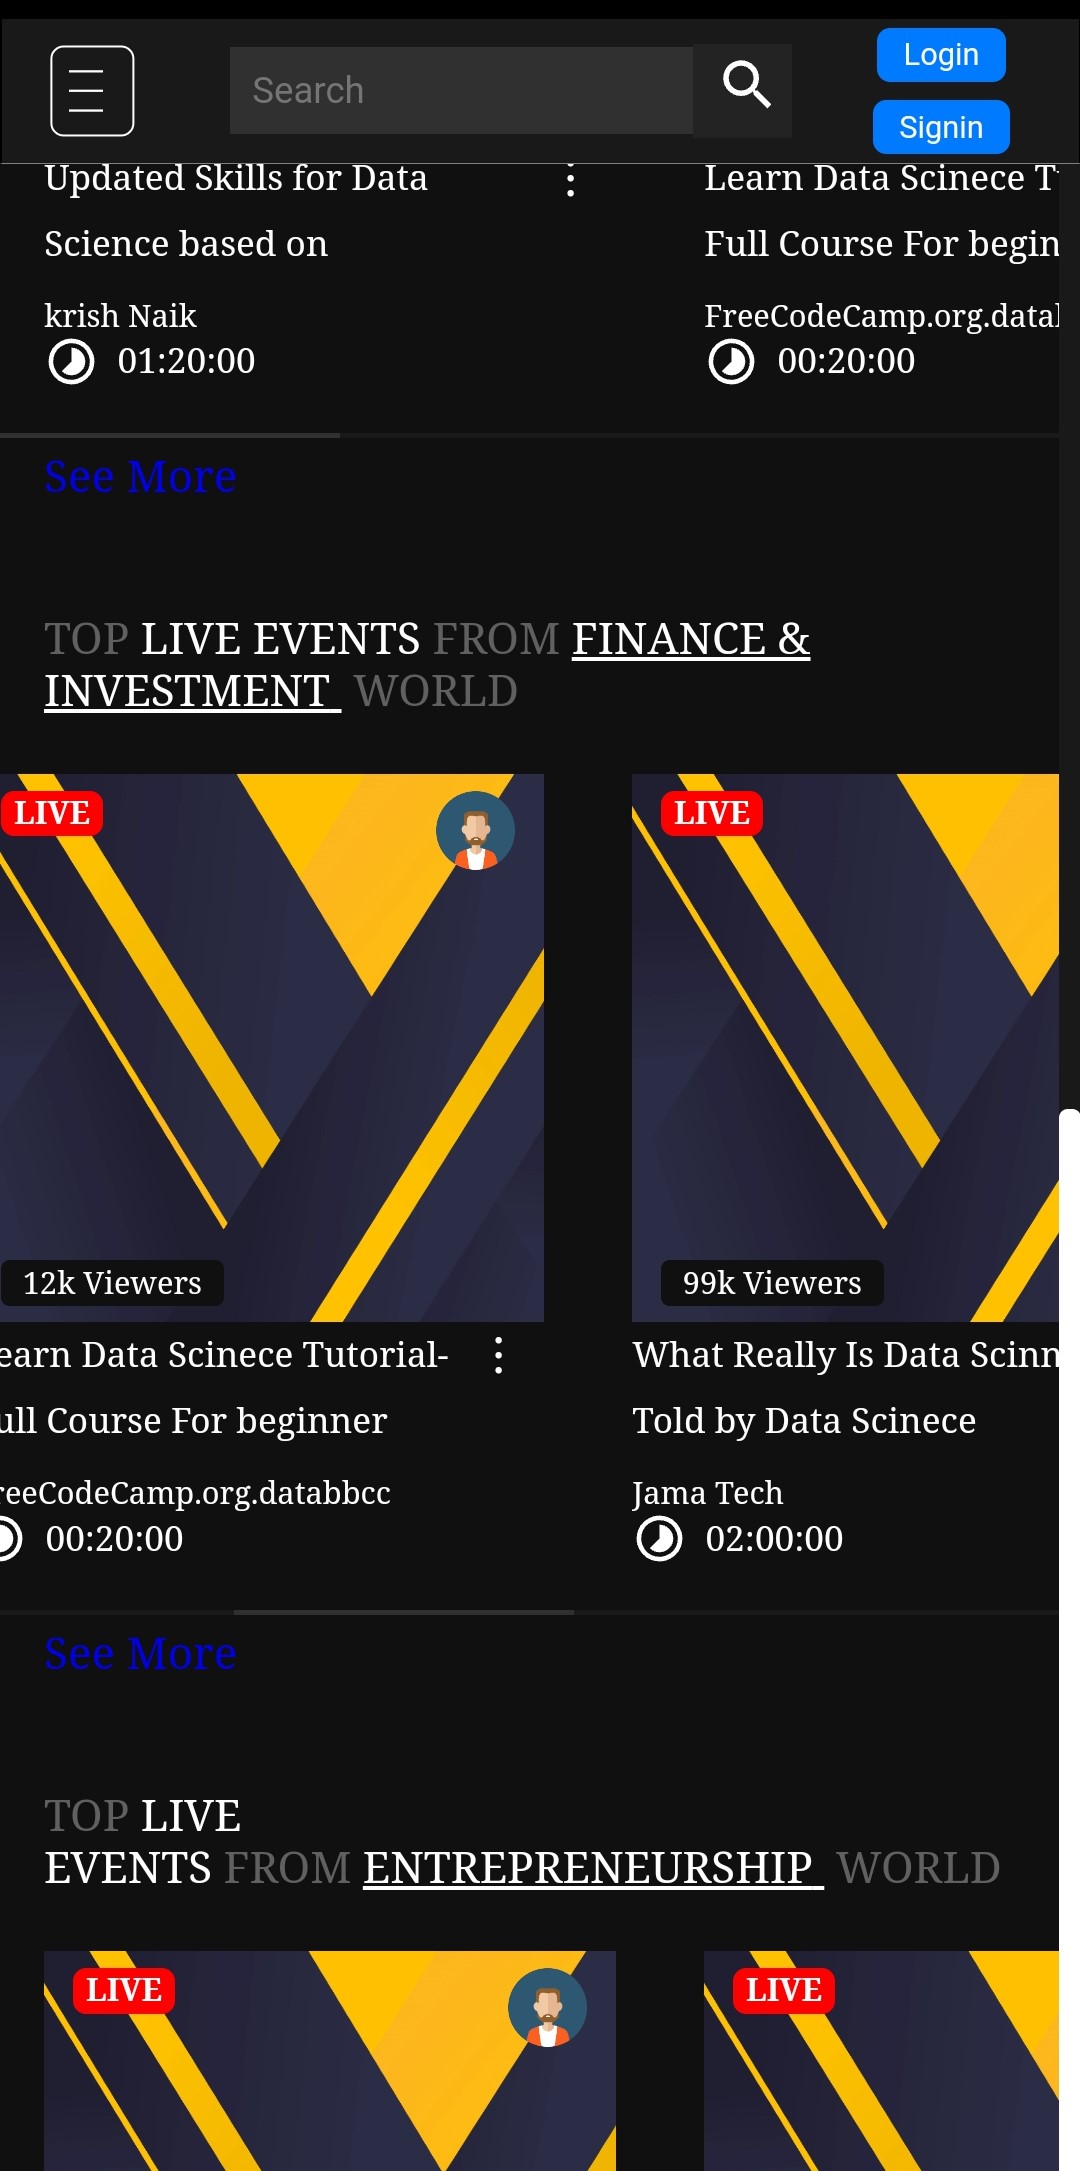 Search
Login
Signin
Updated Skills for Data
Science based on
krish Naik
01:20:00
Learn Data Scinece T
Full Course For begin
FreeCodeCamp.org.datab
00:20:00
See More
TOP LIVE EVENTS FROM FINANCE &
INVESTMENT WORLD
LIVE
12k Viewers
earn Data Scinece Tutorial-
ull Course For beginner
reeCodeCamp.org.databbcc
00:20:00
LIVE
99k Viewers
What Really Is Data Scinn
Told by Data Scinece
Jama Tech
02:00:00
See More
TOP LIVE
EVENTS FROM ENTREPRENEURSHIP WORLD
LIVE
LIVE